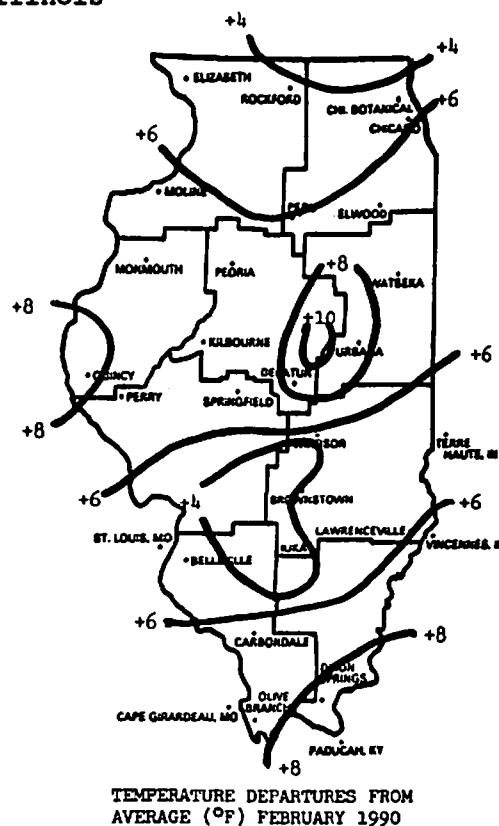 Illinois
+4
+4
ELIZABETH
ROCKFORD
CHI. BOTANICAL
+6
CHICAGO
+6
MOLINE
PERU
ELWOOD
MONMOUTH
PEORIA
+8
WATSEKA
+8
+10
KILBOURNE
URBANA
+6
QUINCY
DECATUR
PERRY
SPRINGFIELD
+8
WINDSOR
TERRE
HAUTE, IN
+6
+4
BROWNSTOWN
+6
LAWRENCEVILLE
ST. LOUIS, MO
VINCENNES, I
BELLEVILLE
+6
CARBONDALE
+8
DIXON
SPRINGS
OLIVE
BRANCH
CAPE GIRARDEAU, MO
PADUCAH, KY
+8
TEMPERATURE DEPARTURES FROM
AVERAGE (°F) FEBRUARY 1990